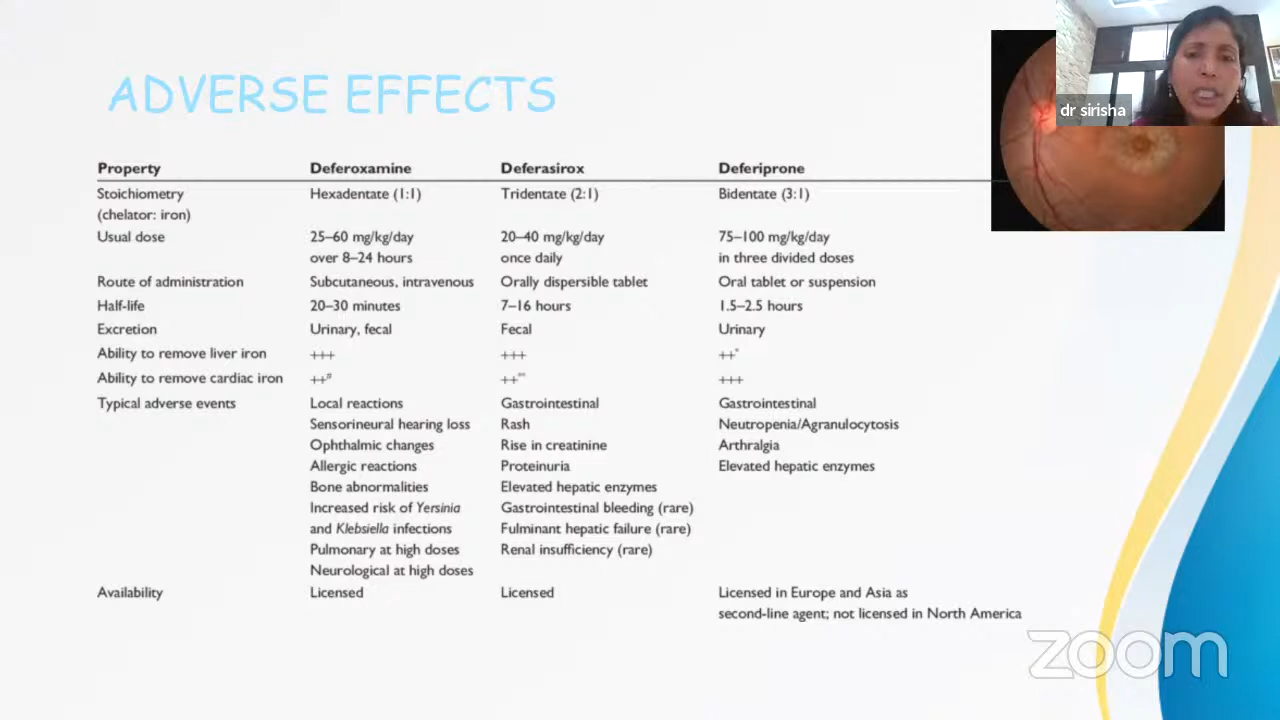 ADVERSE EFFECTS
dr sirisha
Property Deferoxamine Deferasirox Deferiprone
Stoichiometry Hexadentate (1:1) Tridentate (2:1) Bidentate (3:1)
(chelator: iron)
Usual dose 25–60 mg/kg/day 20–40 mg/kg/day 75–100 mg/kg/day
over 8–24 hours once daily in three divided doses
Route of administration Subcutaneous, intravenous Orally dispersible tablet Oral tablet or suspension
Half-life 20–30 minutes 7–16 hours 1.5–2.5 hours
Excretion Urinary, fecal Fecal Urinary
Ability to remove liver iron +++ +++ ++*
Ability to remove cardiac iron ++# ++** +++
Typical adverse events Local reactions Gastrointestinal Gastrointestinal
Sensorineural hearing loss Rash Neutropenia/Agranulocytosis
Ophthalmic changes Rise in creatinine Arthralgia
Allergic reactions Proteinuria Elevated hepatic enzymes
Bone abnormalities Elevated hepatic enzymes
Increased risk of Yersinia Gastrointestinal bleeding (rare)
and Klebsiella infections Fulminant hepatic failure (rare)
Pulmonary at high doses Renal insufficiency (rare)
Neurological at high doses
Availability Licensed Licensed Licensed in Europe and Asia as
second-line agent; not licensed in North America
zoom